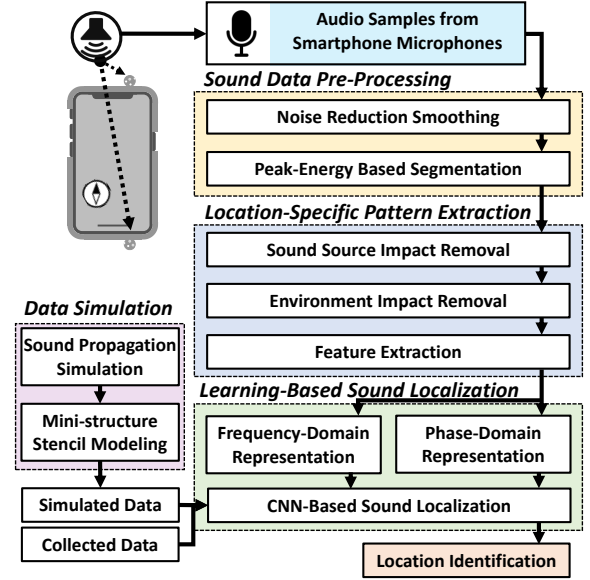 Audio Samples from
Smartphone Microphones
Sound Data Pre-Processing
Noise Reduction Smoothing
Peak-Energy Based Segmentation
Location-Specific Pattern Extraction
Sound Source Impact Removal
Environment Impact Removal
Feature Extraction
Data Simulation
Sound Propagation
Simulation
Mini-structure
Stencil Modeling
Simulated Data
Collected Data
Learning-Based Sound Localization
Frequency-Domain
Representation
Phase-Domain
Representation
CNN-Based Sound Localization
Location Identification